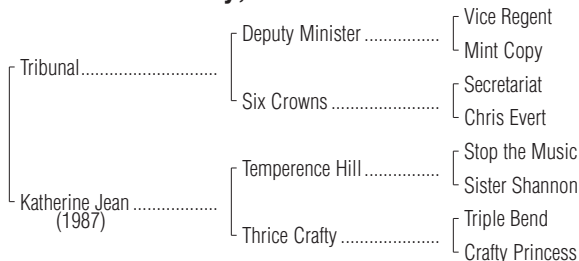 Vice Regent
Deputy Minister
Mint Copy
Tribunal
Secretariat
Six Crowns
Chris Evert
Stop the Music
Temperence Hill
Sister Shannon
Katherine Jean
(1987)
Triple Bend
Thrice Crafty
Crafty Princess